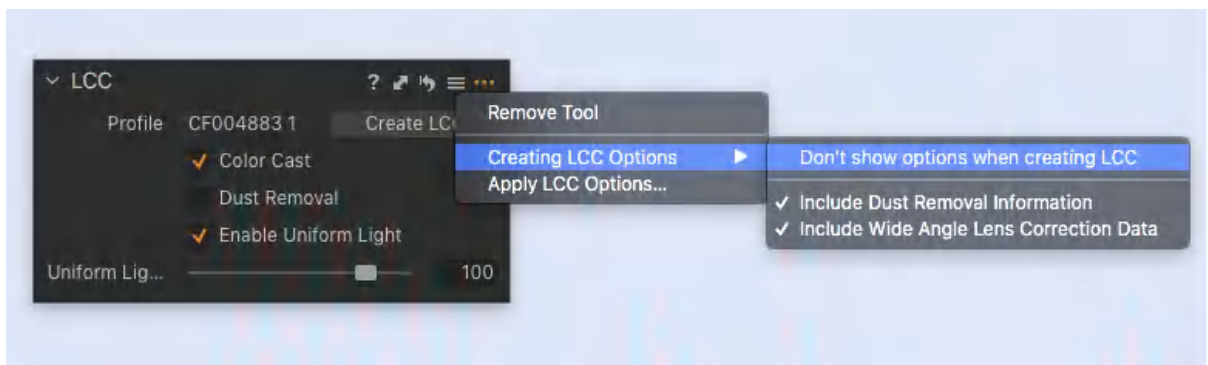 LCC ?
Profile CF004883 1 Create LC
Color Cast
Dust Removal
Enable Uniform Light
Uniform Lig... 100
Remove Tool
Creating LCC Options
Apply LCC Options...
Don't show options when creating LCC
Include Dust Removal Information
Include Wide Angle Lens Correction Data